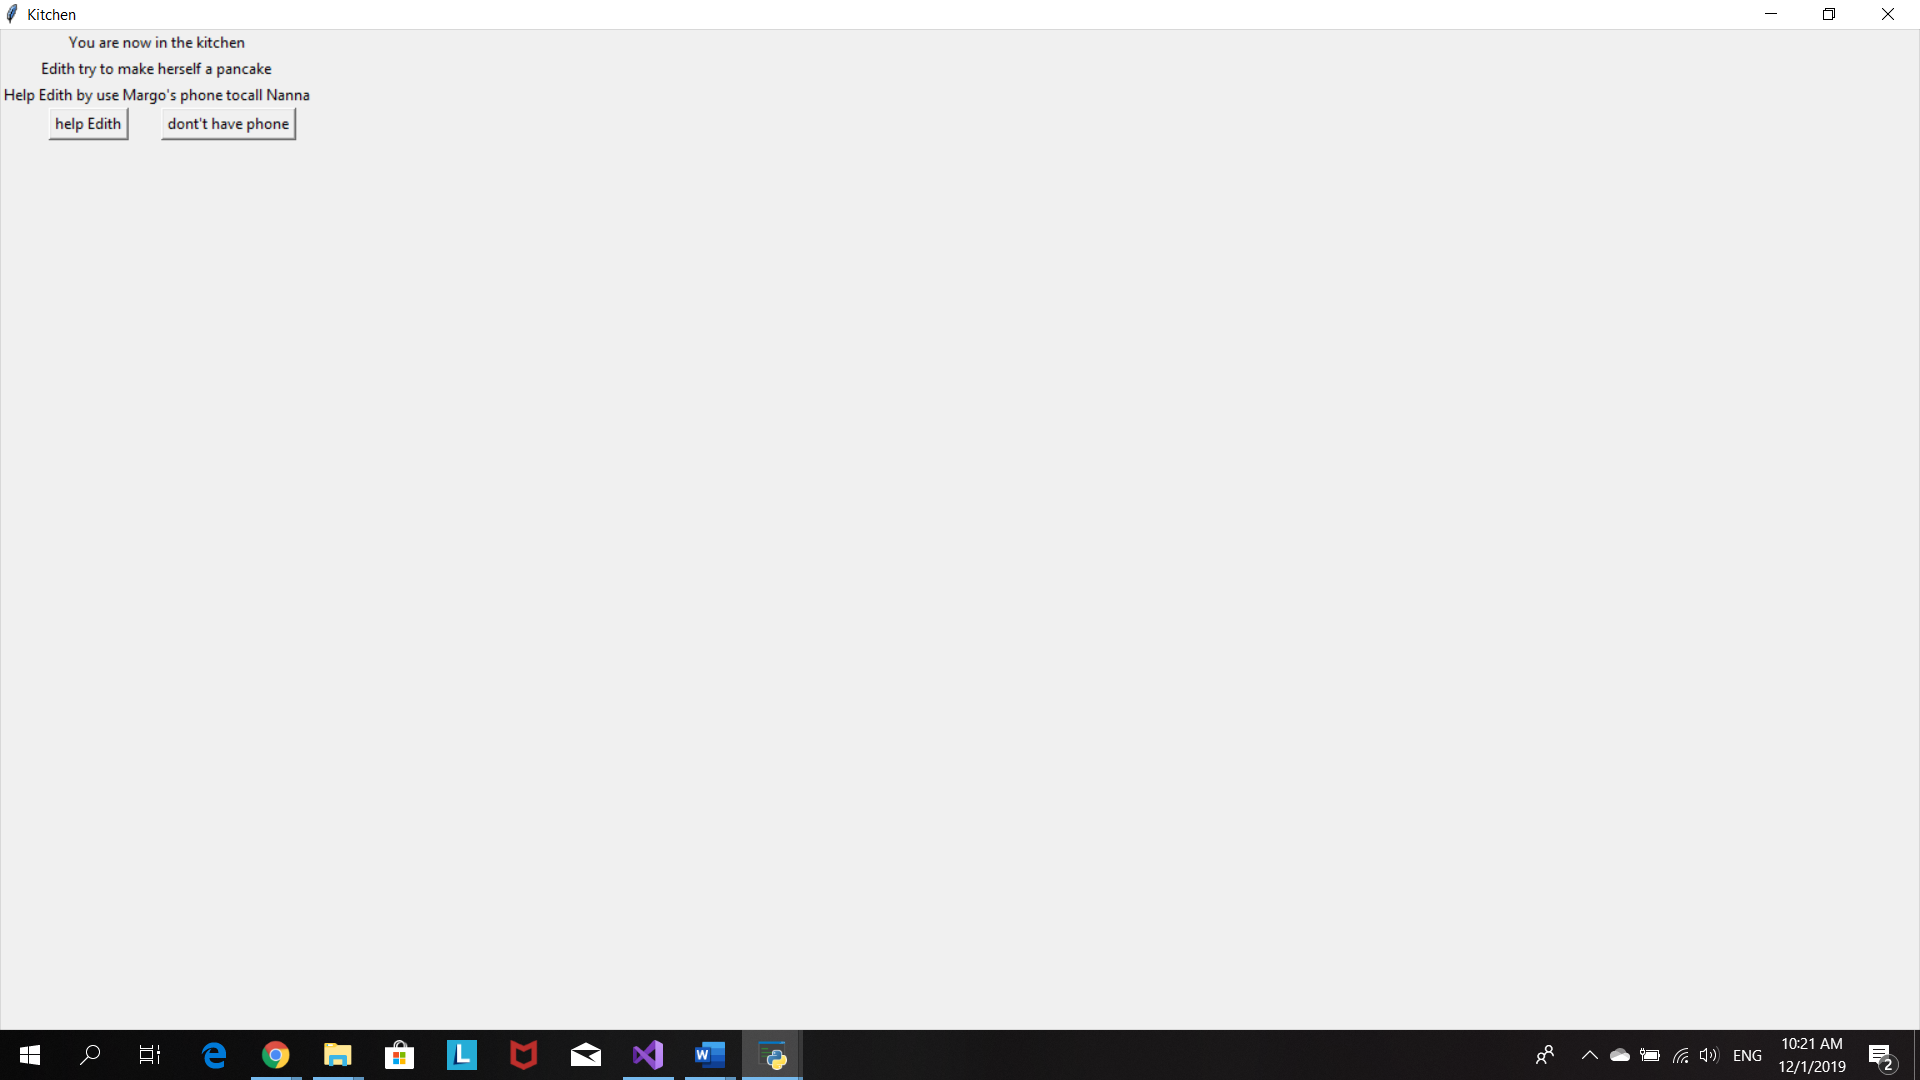 Kitchen
You are now in the kitchen
Edith try to make herself a pancake
Help Edith by use Margo's phone tocall Nanna
help Edith dont't have phone
ENG
10:21 AM
12/1/2019
2